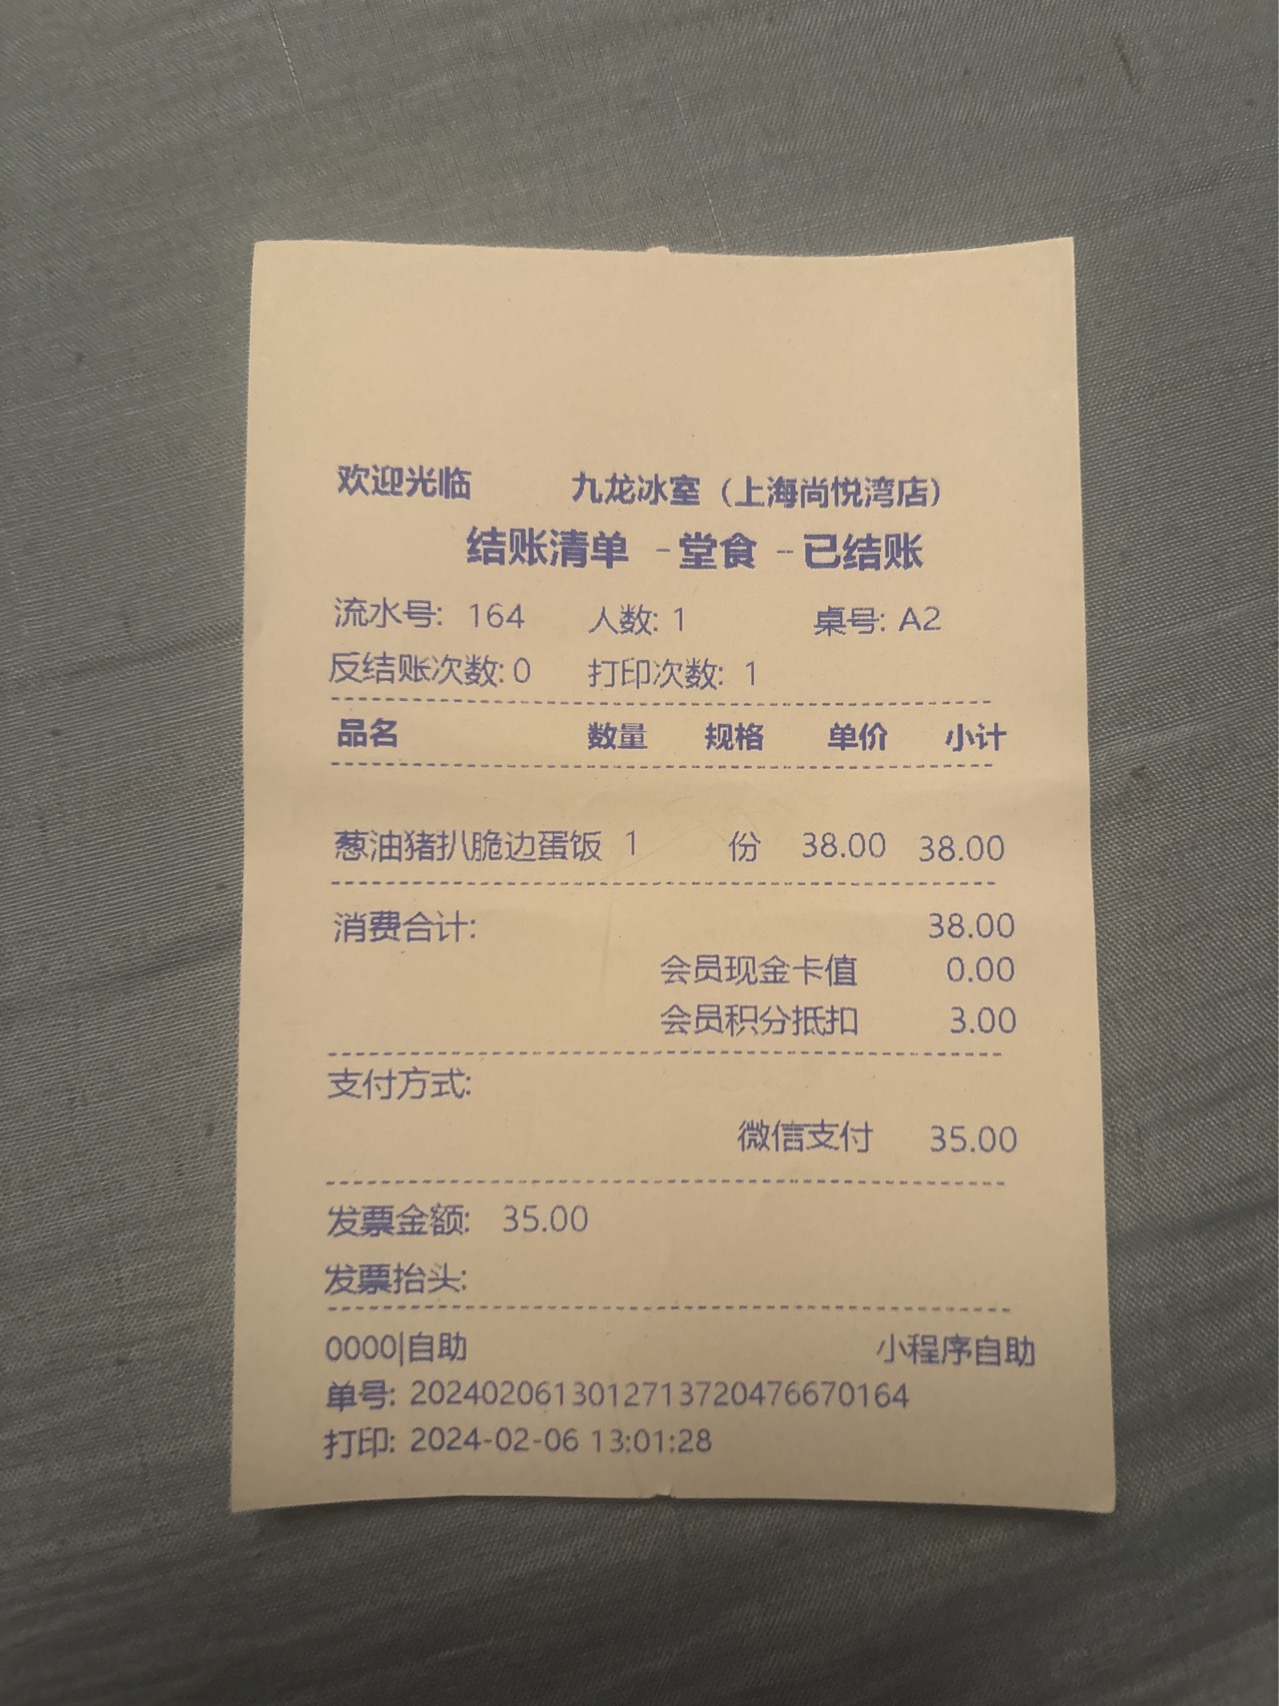 欢迎光临 九龙冰室（上海尚悦湾店）
结账清单 -堂食 --已结账
流水号: 164 人数: 1 桌号: A2
反结账次数: 0 打印次数: 1
品名 数量 规格 单价 小计
葱油猪扒脆边蛋饭 1 份 38.00 38.00
消费合计: 38.00
会员现金卡值 0.00
会员积分抵扣 3.00
支付方式:
微信支付 35.00
发票金额: 35.00
发票抬头:
0000|自助 小程序自助
单号: 20240206130127137204766​70164
打印: 2024-02-06 13:01:28